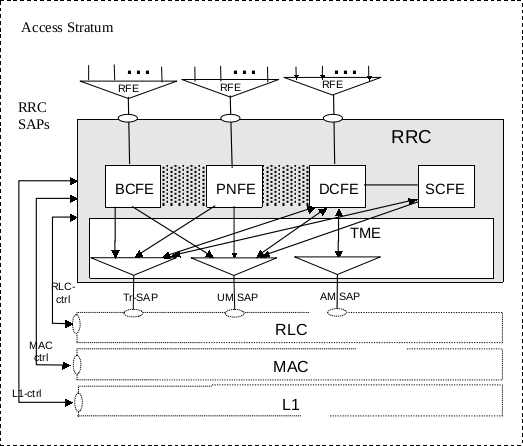 Access Stratum
RFE
RFE
RFE
RRC
SAPs
RRC
BCFE
PNFE
DCFE
SCFE
TME
RLC-
ctrl
Tr-SAP
UM SAP
AM SAP
RLC
MAC
ctrl
MAC
L1-ctrl
L1